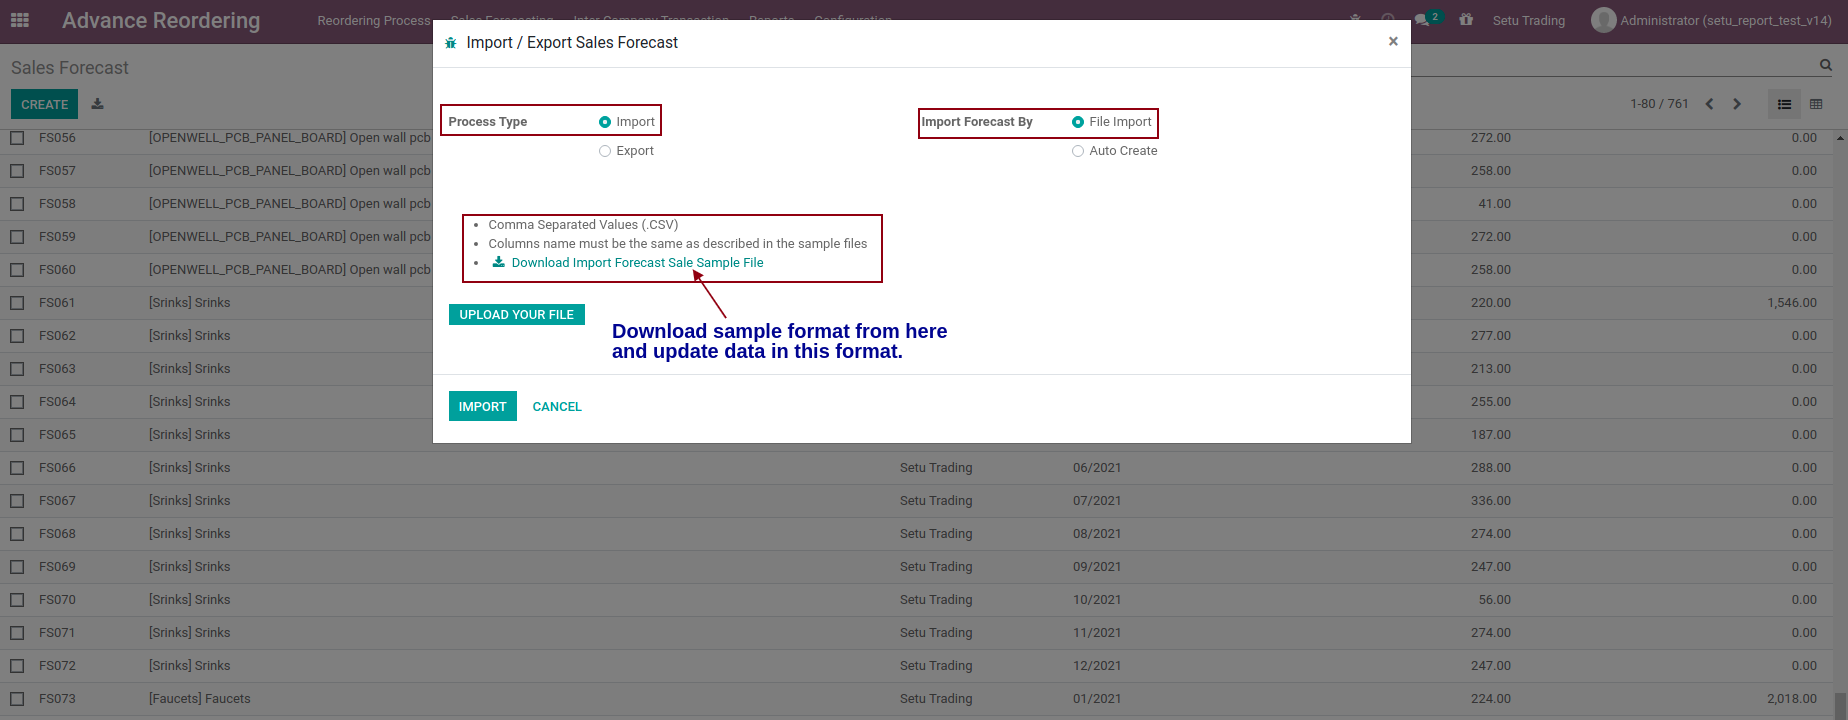 Advance Reordering Reordering Process Sales Forecasting Inter Company Transaction Reports Configuration 2 Setu Trading Administrator (setu_report_test_v14)
Import / Export Sales Forecast ×
Sales Forecast
CREATE 1-80 / 761
Process Type Import Import Forecast By File Import
Export Auto Create
FS056 [OPENWELL_PCB_PANEL_BOARD] Open wall pcb 272.00 0.00
FS057 [OPENWELL_PCB_PANEL_BOARD] Open wall pcb 258.00 0.00
FS058 [OPENWELL_PCB_PANEL_BOARD] Open wall pcb 41.00 0.00
FS059 [OPENWELL_PCB_PANEL_BOARD] Open wall pcb 272.00 0.00
FS060 [OPENWELL_PCB_PANEL_BOARD] Open wall pcb 258.00 0.00
• Comma Separated Values (.CSV)
• Columns name must be the same as described in the sample files
• Download Import Forecast Sale Sample File
UPLOAD YOUR FILE
Download sample format from here
and update data in this format.
IMPORT CANCEL
FS061 [Srinks] Srinks 220.00 1,546.00
FS062 [Srinks] Srinks 277.00 0.00
FS063 [Srinks] Srinks 213.00 0.00
FS064 [Srinks] Srinks 255.00 0.00
FS065 [Srinks] Srinks 187.00 0.00
FS066 [Srinks] Srinks Setu Trading 06/2021 288.00 0.00
FS067 [Srinks] Srinks Setu Trading 07/2021 336.00 0.00
FS068 [Srinks] Srinks Setu Trading 08/2021 274.00 0.00
FS069 [Srinks] Srinks Setu Trading 09/2021 247.00 0.00
FS070 [Srinks] Srinks Setu Trading 10/2021 56.00 0.00
FS071 [Srinks] Srinks Setu Trading 11/2021 274.00 0.00
FS072 [Srinks] Srinks Setu Trading 12/2021 247.00 0.00
FS073 [Faucets] Faucets Setu Trading 01/2021 224.00 2,018.00